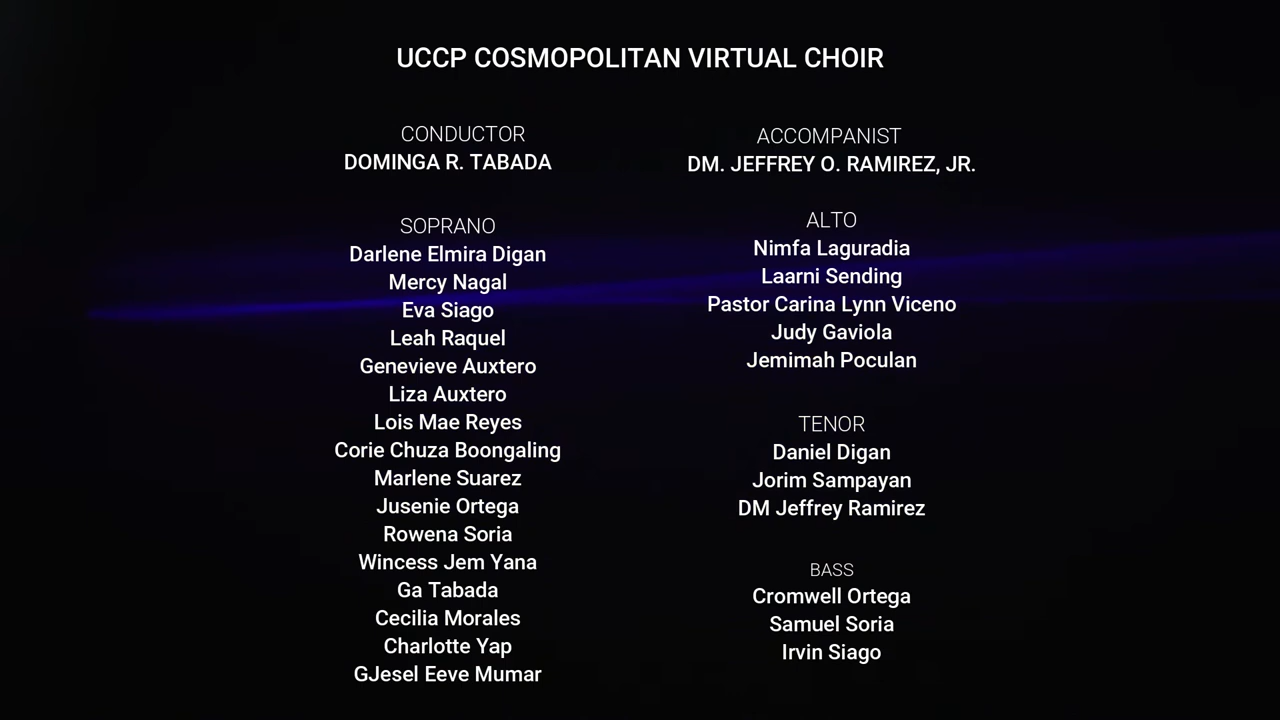 UCCP COSMOPOLITAN VIRTUAL CHOIR
CONDUCTOR
DOMINGA R. TABADA
SOPRANO
Darlene Elmira Digan
Mercy Nagal
Eva Siago
Leah Raquel
Genevieve Auxtero
Liza Auxtero
Lois Mae Reyes
Corie Chuza Boongaling
Marlene Suarez
Jusenie Ortega
Rowena Soria
Wincess Jem Yana
Ga Tabada
Cecilia Morales
Charlotte Yap
GJesel Eeve Mumar
ACCOMPANIST
DM. JEFFREY O. RAMIREZ, JR.
ALTO
Nimfa Laguradia
Laarni Sending
Pastor Carina Lynn Viceno
Judy Gaviola
Jemimah Poculan
TENOR
Daniel Digan
Jorim Sampayan
DM Jeffrey Ramirez
BASS
Cromwell Ortega
Samuel Soria
Irvin Siago